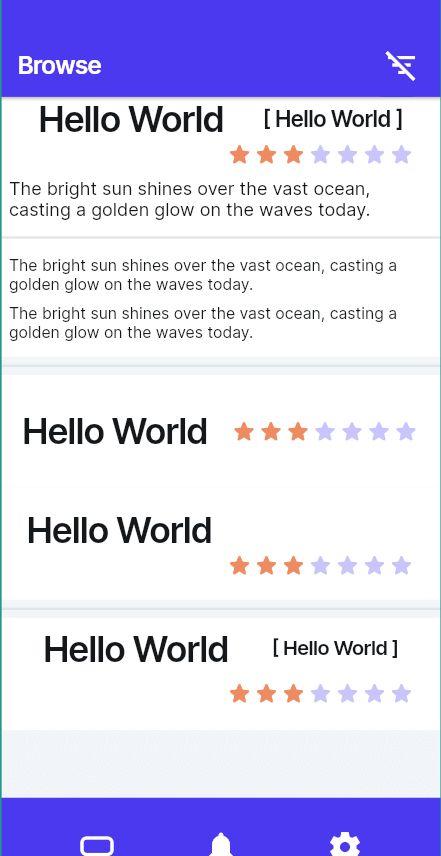 Browse
Hello World [ Hello World ]
The bright sun shines over the vast ocean,
casting a golden glow on the waves today.
The bright sun shines over the vast ocean, casting a
golden glow on the waves today.
The bright sun shines over the vast ocean, casting a
golden glow on the waves today.
Hello World
Hello World
Hello World [ Hello World ]